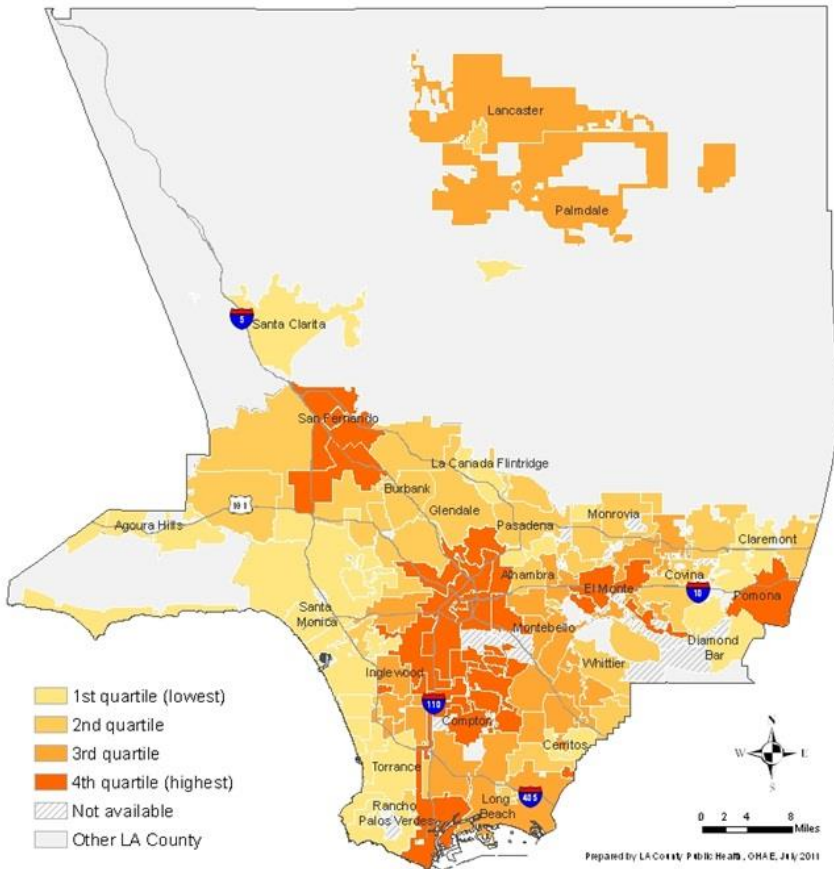 Lancaster
Palmdale
5
Santa Clarita
San Fernando
La Canada Flintridge
Burbank
101
Glendale
Monrovia
Agoura Hills
Pasadena
Claremont
Alhambra
Covina
El Monte
10
Pomona
Santa
Monica
Montebello
Diamond
Bar
Whittier
Inglewood
110
Compton
Cerritos
Torrance
Rancho
Palos Verdes
Long
Beach
405
1st quartile (lowest)
2nd quartile
3rd quartile
4th quartile (highest)
Not available
Other LA County
N
W E
S
0 2 4 8
Miles
Prepared by LA County Public Health, OHAE, July 2011